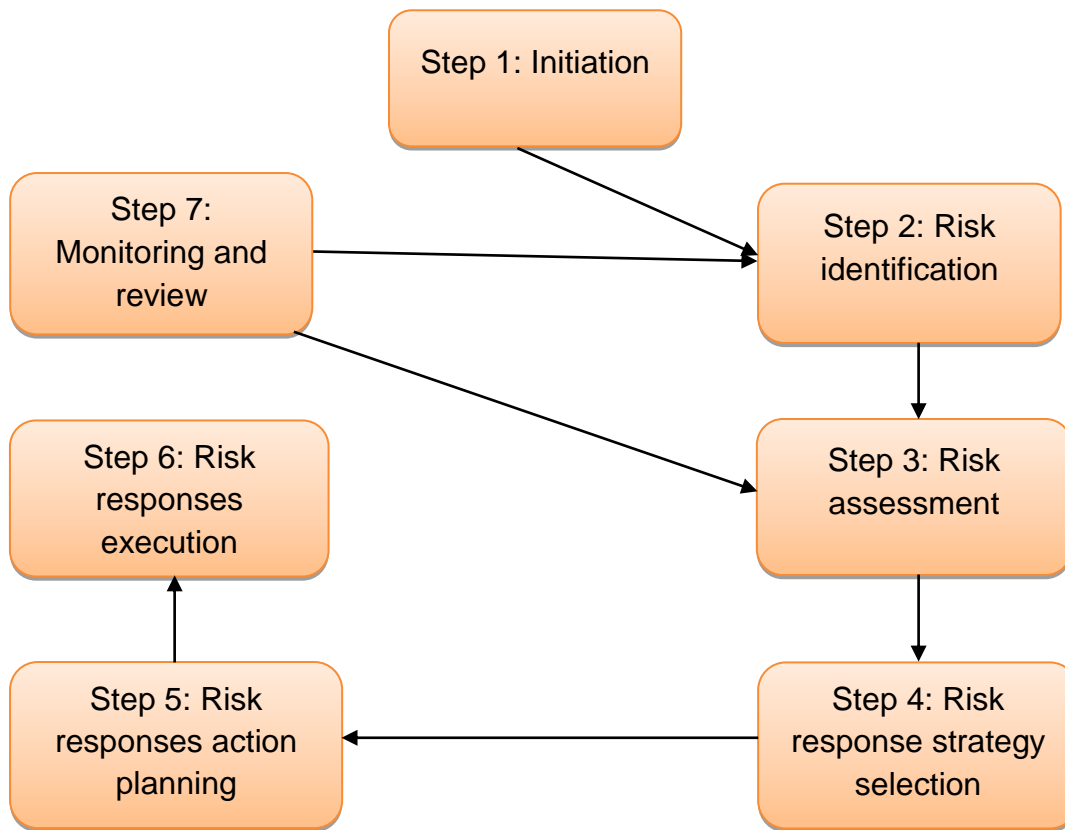 Step 1: Initiation
Step 7:
Monitoring and
review
Step 2: Risk
identification
Step 6: Risk
responses
execution
Step 3: Risk
assessment
Step 5: Risk
responses action
planning
Step 4: Risk
response strategy
selection